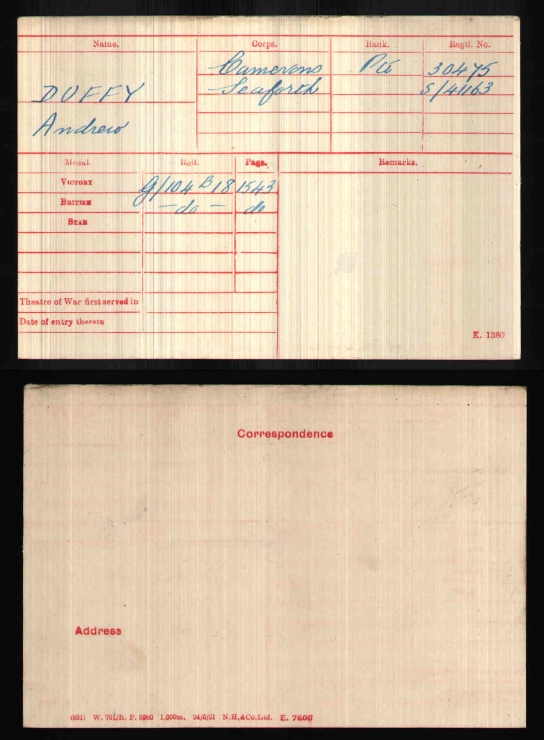 Name. Corps. Rank. Regtl. No.
Camerons Pte 30475
DUFFY Seaforth S/41163
Andrew
Medal. Roll. Page. Remarks.
VICTORY G/104 B 18 1543
BRITISH - do - do
STAR
Theatre of War first served in
Date of entry therein
K. 1380
Correspondence
Address
W. 701/R. P. 6980 1,000m. 24/6/21 N.H.&Co.Ltd. E. 7600